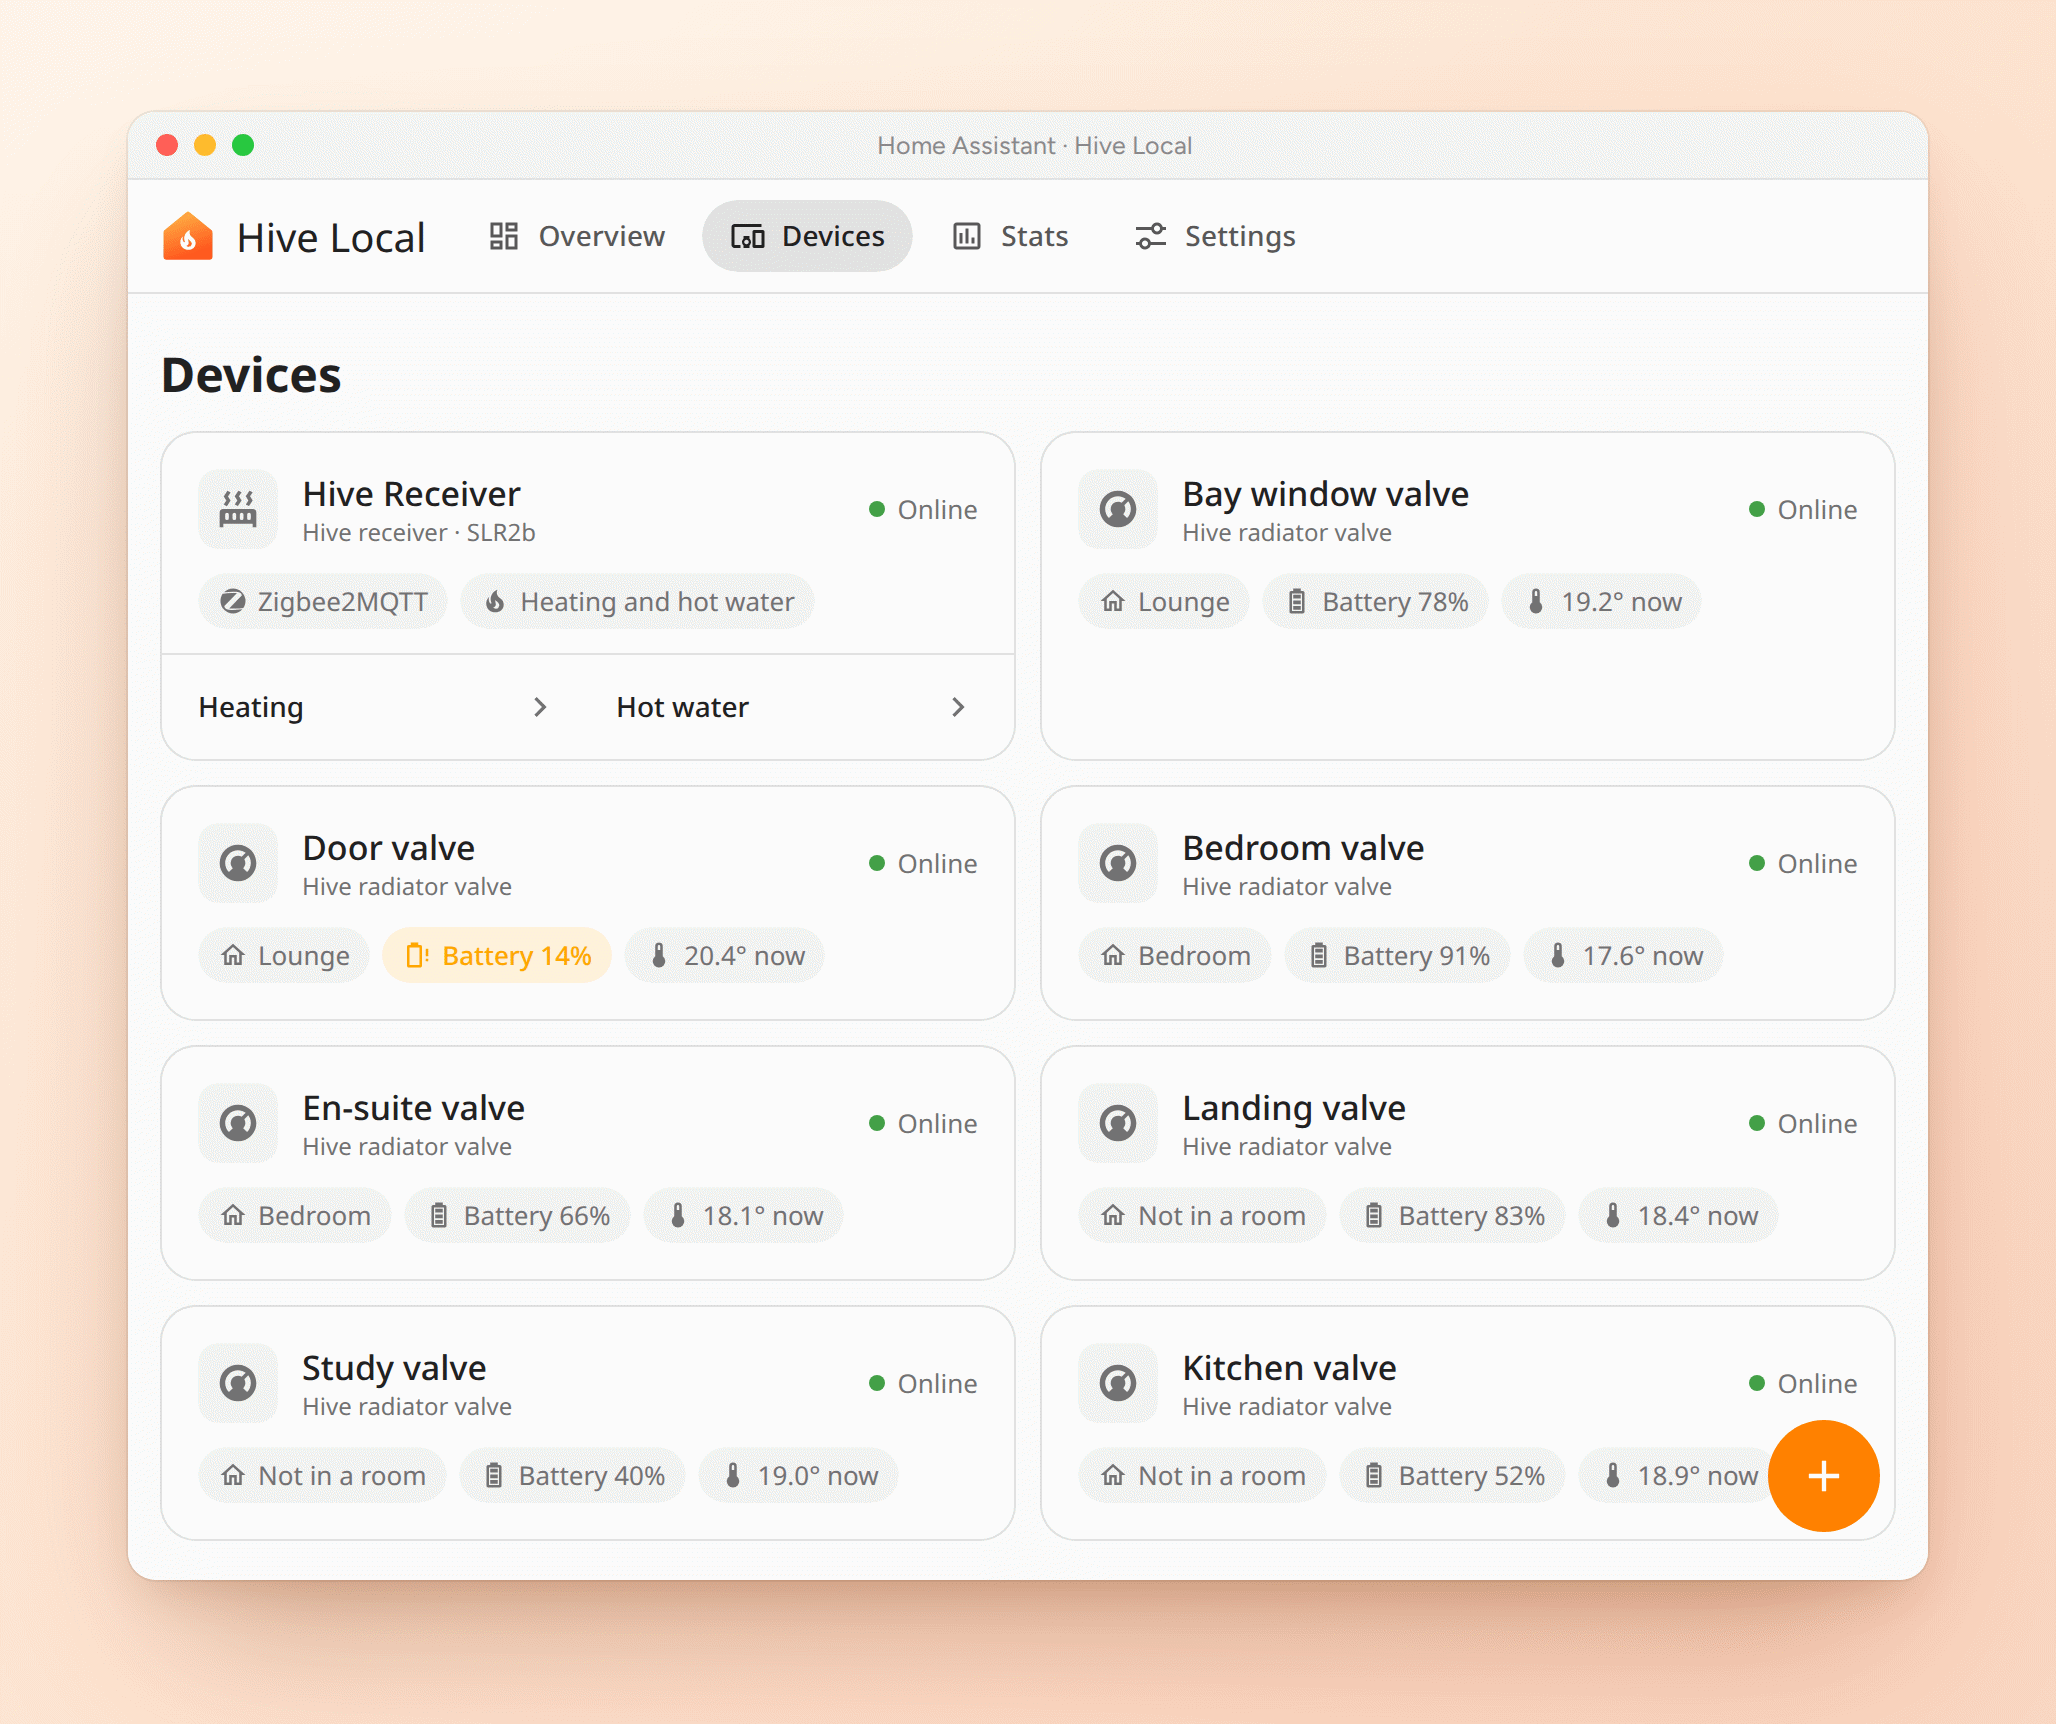 Home Assistant · Hive Local
Hive Local
Overview
Devices
Stats
Settings
Devices
Hive Receiver
Hive receiver · SLR2b
Online
Zigbee2MQTT
Heating and hot water
Heating
Hot water
Bay window valve
Hive radiator valve
Online
Lounge
Battery 78%
19.2° now
Door valve
Hive radiator valve
Online
Lounge
Battery 14%
20.4° now
Bedroom valve
Hive radiator valve
Online
Bedroom
Battery 91%
17.6° now
En-suite valve
Hive radiator valve
Online
Bedroom
Battery 66%
18.1° now
Landing valve
Hive radiator valve
Online
Not in a room
Battery 83%
18.4° now
Study valve
Hive radiator valve
Online
Not in a room
Battery 40%
19.0° now
Kitchen valve
Hive radiator valve
Online
Not in a room
Battery 52%
18.9° now